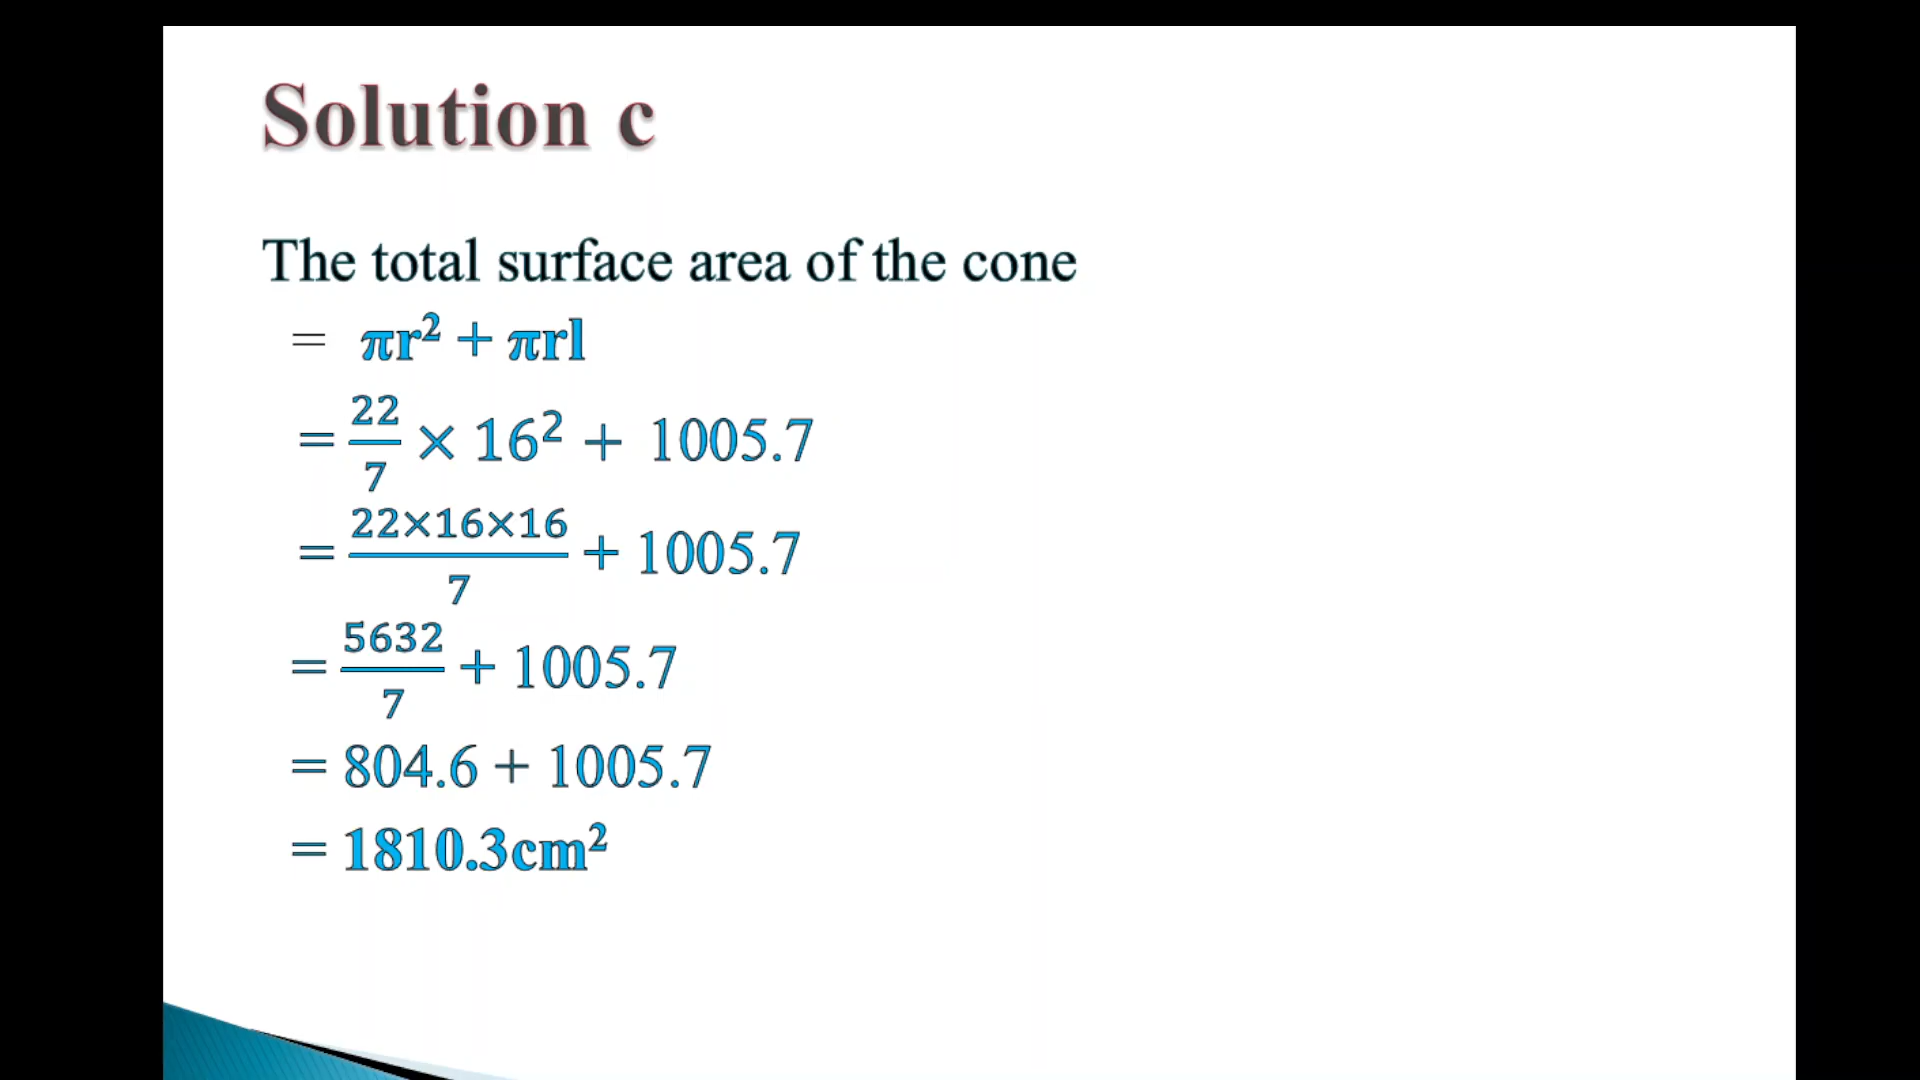 Solution c
The total surface area of the cone
= πr² + πrl
= 22/7 × 16² + 1005.7
= 22×16×16/7 + 1005.7
= 5632/7 + 1005.7
= 804.6 + 1005.7
= 1810.3cm²